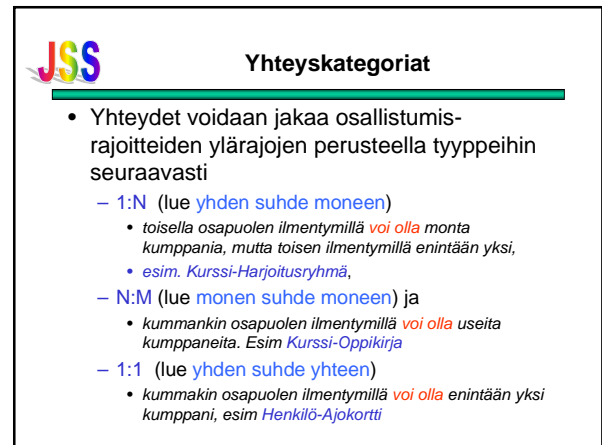 JSS
Yhteyskategoriat
• Yhteydet voidaan jakaa osallistumis-
rajoitteiden ylärajojen perusteella tyyppeihin
seuraavasti
– 1:N (lue yhden suhde moneen)
• toisella osapuolen ilmentymillä voi olla monta
kumppania, mutta toisen ilmentymillä enintään yksi,
• esim. Kurssi-Harjoitusryhmä,
– N:M (lue monen suhde moneen) ja
• kummankin osapuolen ilmentymillä voi olla useita
kumppaneita. Esim Kurssi-Oppikirja
– 1:1 (lue yhden suhde yhteen)
• kummakin osapuolen ilmentymillä voi olla enintään yksi
kumppani, esim Henkilö-Ajokortti